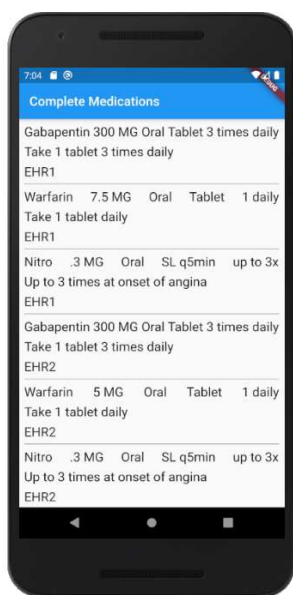 7:04
DEBUG
Complete Medications
Gabapentin 300 MG Oral Tablet 3 times daily
Take 1 tablet 3 times daily
EHR1
Warfarin 7.5 MG Oral Tablet 1 daily
Take 1 tablet daily
EHR1
Nitro .3 MG Oral SL q5min up to 3x
Up to 3 times at onset of angina
EHR1
Gabapentin 300 MG Oral Tablet 3 times daily
Take 1 tablet 3 times daily
EHR2
Warfarin 5 MG Oral Tablet 1 daily
Take 1 tablet daily
EHR2
Nitro .3 MG Oral SL q5min up to 3x
Up to 3 times at onset of angina
EHR2